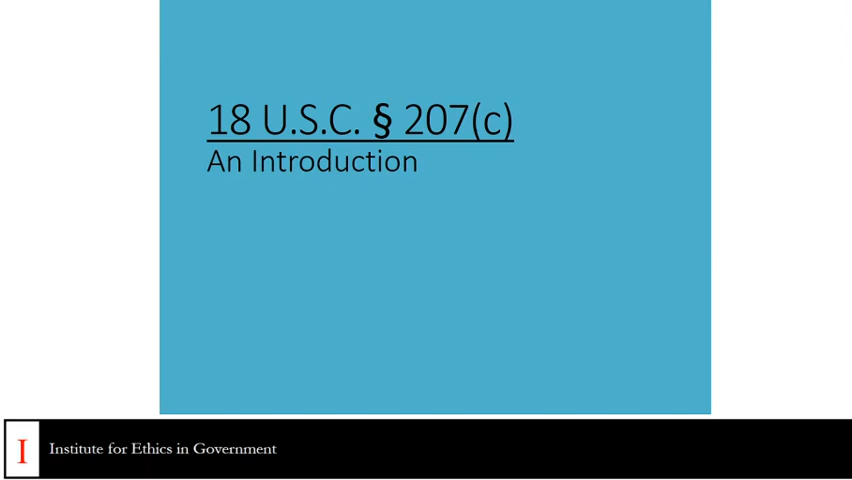 18 U.S.C. § 207(c)
An Introduction
I
Institute for Ethics in Government